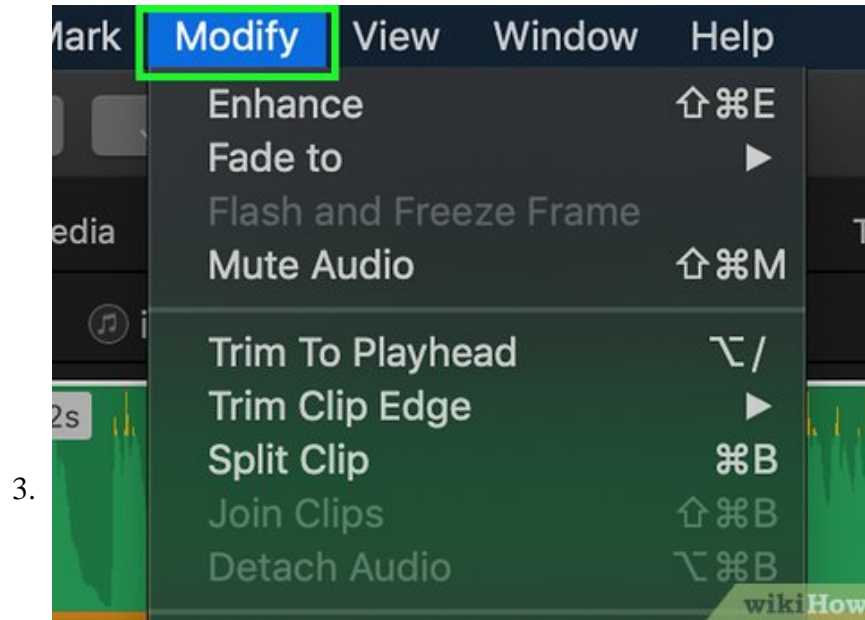 Mark Modify View Window Help
Enhance ⇧⌘E
Fade to ▶
edia Flash and Freeze Frame T
Mute Audio ⇧⌘M
i
Trim To Playhead ⌥/
2s Trim Clip Edge ▶
Split Clip ⌘B
3. Join Clips ⇧⌘B
Detach Audio ⌥⌘B
wikiHow